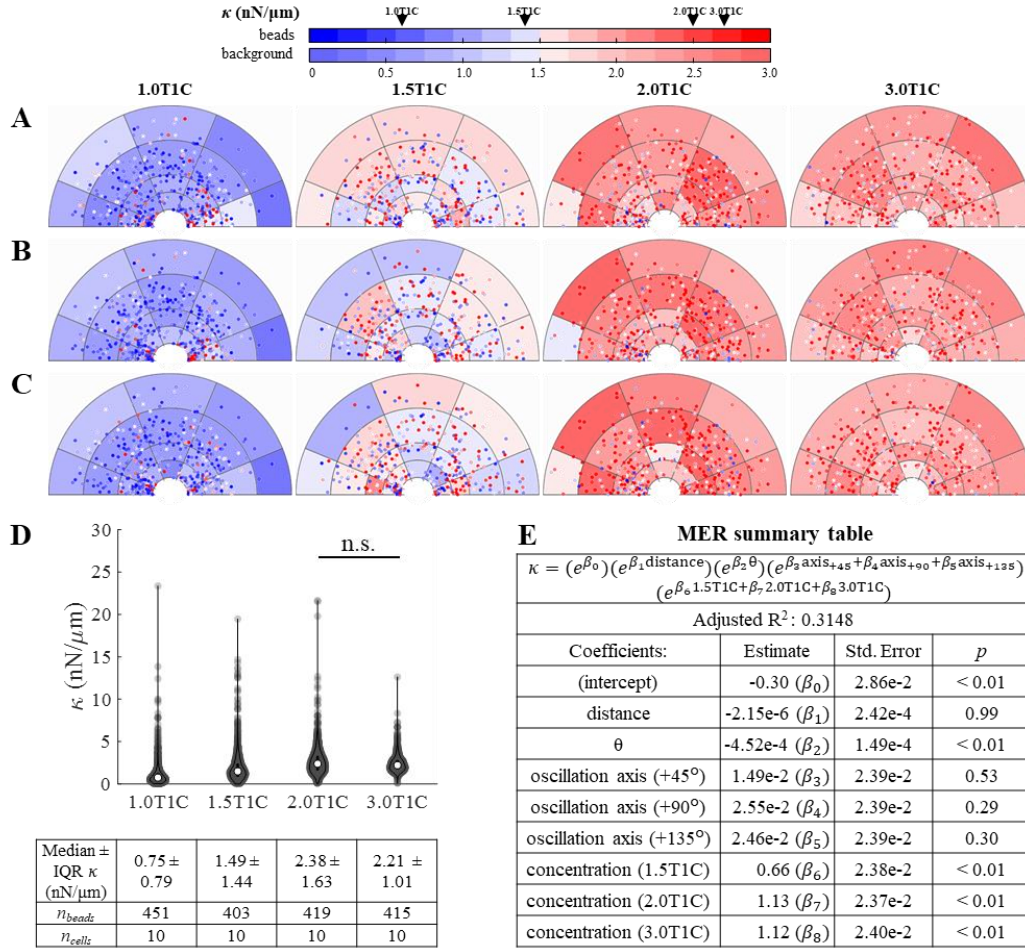 κ (nN/μm)
1.0T1C
1.5T1C
2.0T1C 3.0T1C
beads
background
0 0.5 1.0 1.5 2.0 2.5 3.0
1.0T1C 1.5T1C 2.0T1C 3.0T1C
A
B
C
D
n.s.
κ (nN/μm)
30
25
20
15
10
5
0
1.0T1C 1.5T1C 2.0T1C 3.0T1C
Median ± IQR κ (nN/μm) 0.75 ± 0.79 1.49 ± 1.44 2.38 ± 1.63 2.21 ± 1.01
n_beads 451 403 419 415
n_cells 10 10 10 10
E
MER summary table
κ = (e^β₀)(e^β₁distance)(e^β₂θ)(e^β₃axis₊₄₅+β₄axis₊₉₀+β₅axis₊₁₃₅)
(e^β₆1.5T1C+β₇2.0T1C+β₈3.0T1C)
Adjusted R²: 0.3148
Coefficients: Estimate Std. Error p
(intercept) -0.30 (β₀) 2.86e-2 < 0.01
distance -2.15e-6 (β₁) 2.42e-4 0.99
θ -4.52e-4 (β₂) 1.49e-4 < 0.01
oscillation axis (+45°) 1.49e-2 (β₃) 2.39e-2 0.53
oscillation axis (+90°) 2.55e-2 (β₄) 2.39e-2 0.29
oscillation axis (+135°) 2.46e-2 (β₅) 2.39e-2 0.30
concentration (1.5T1C) 0.66 (β₆) 2.38e-2 < 0.01
concentration (2.0T1C) 1.13 (β₇) 2.37e-2 < 0.01
concentration (3.0T1C) 1.12 (β₈) 2.40e-2 < 0.01